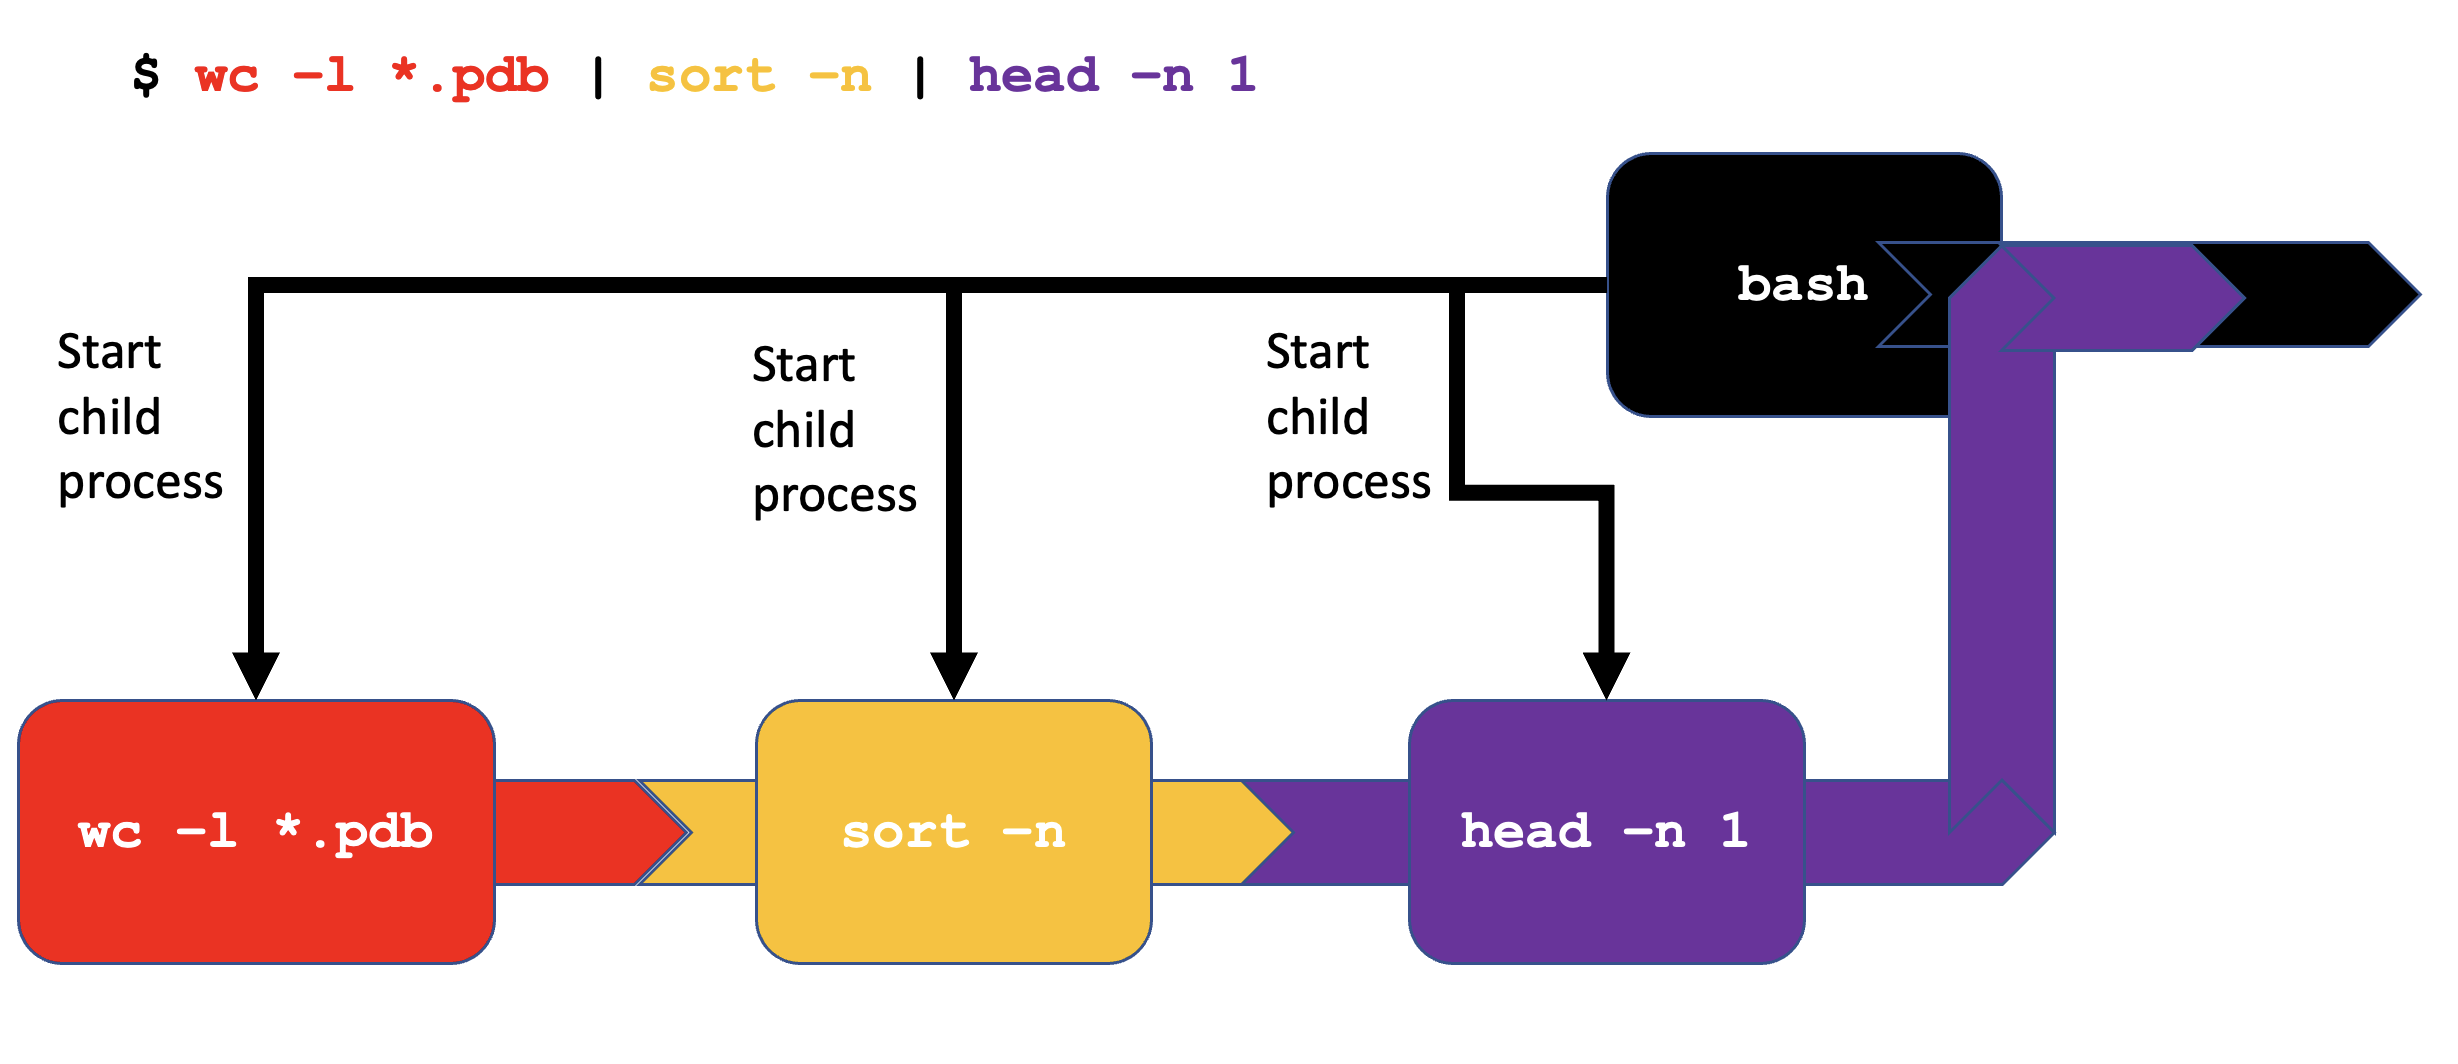 $ wc -l *.pdb | sort -n | head -n 1
bash
Start
child
process
Start
child
process
Start
child
process
wc -l *.pdb
sort -n
head -n 1